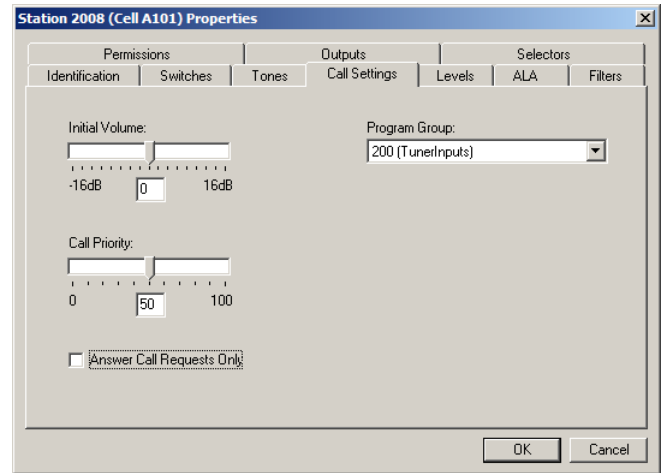 Station 2008 (Cell A101) Properties
Permissions Outputs Selectors
Identification Switches Tones Call Settings Levels ALA Filters
Initial Volume: Program Group:
200 (TunerInputs)
-16dB 0 16dB
Call Priority:
0 50 100
Answer Call Requests Only
OK Cancel